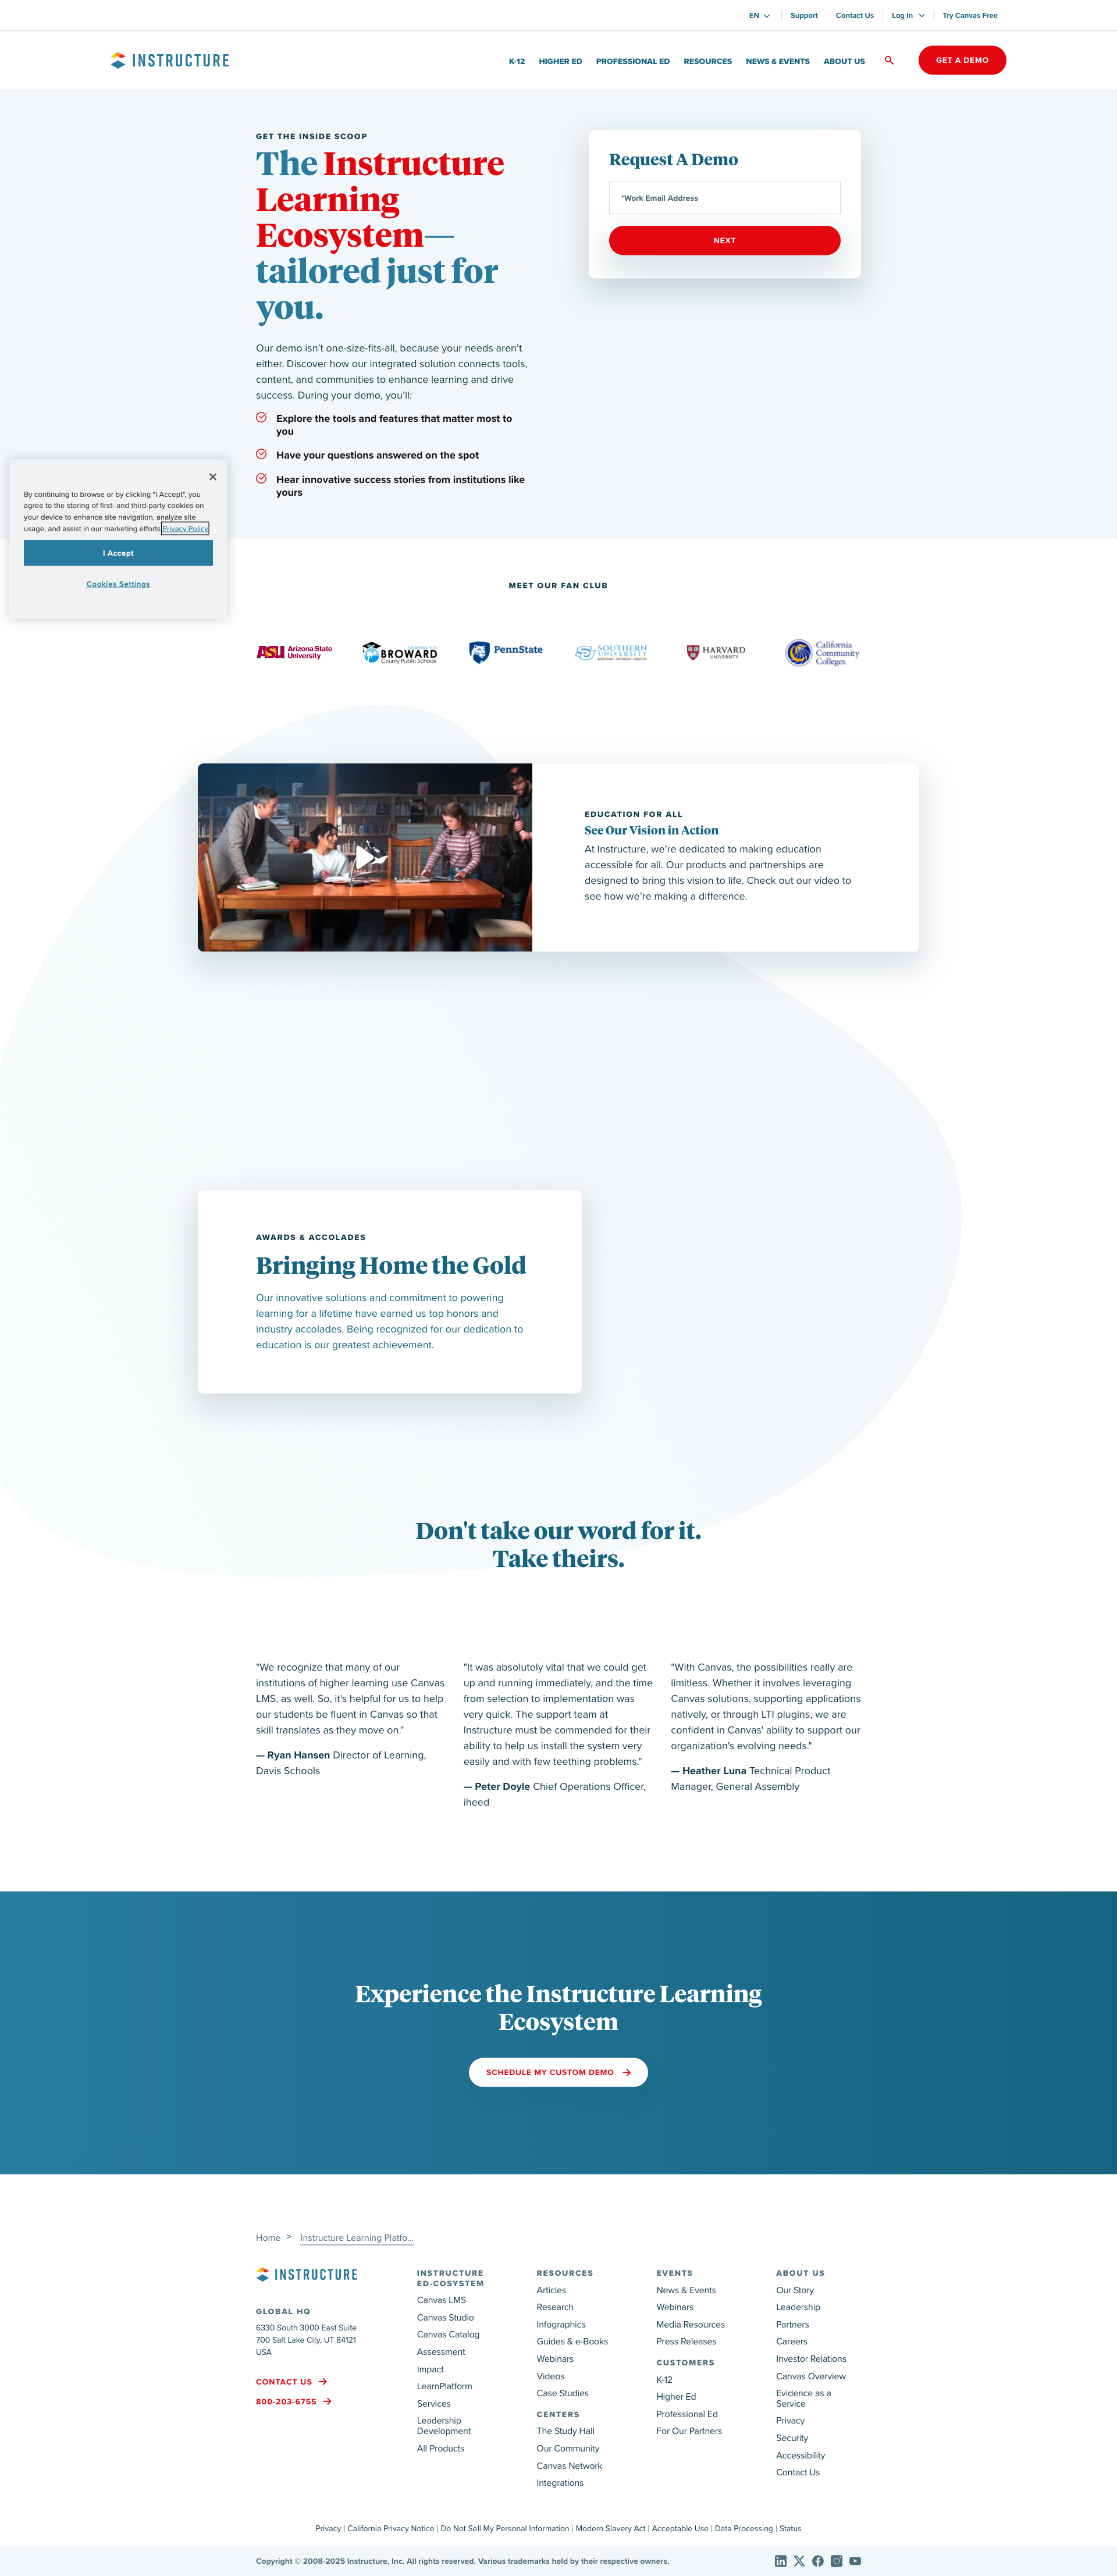 EN
Support
Contact Us
Log In
Try Canvas Free
INSTRUCTURE
K-12
HIGHER ED
PROFESSIONAL ED
RESOURCES
NEWS & EVENTS
ABOUT US
GET A DEMO
GET THE INSIDE SCOOP
The Instructure
Learning
Ecosystem—
tailored just for
you.
Our demo isn't one-size-fits-all, because your needs aren't
either. Discover how our integrated solution connects tools,
content, and communities to enhance learning and drive
success. During your demo, you'll:
Explore the tools and features that matter most to
you
Have your questions answered on the spot
Hear innovative success stories from institutions like
yours
Request A Demo
*Work Email Address
NEXT
By continuing to browse or by clicking "I Accept", you
agree to the storing of first- and third-party cookies on
your device to enhance site navigation, analyze site
usage, and assist in our marketing efforts.Privacy Policy
I Accept
Cookies Settings
MEET OUR FAN CLUB
ASU Arizona State
University
BROWARD
County Public Schools
PennState
SOUTHERN
UNIVERSITY
HARVARD
UNIVERSITY
California
Community
Colleges
EDUCATION FOR ALL
See Our Vision in Action
At Instructure, we're dedicated to making education
accessible for all. Our products and partnerships are
designed to bring this vision to life. Check out our video to
see how we're making a difference.
AWARDS & ACCOLADES
Bringing Home the Gold
Our innovative solutions and commitment to powering
learning for a lifetime have earned us top honors and
industry accolades. Being recognized for our dedication to
education is our greatest achievement.
Don't take our word for it.
Take theirs.
"We recognize that many of our
institutions of higher learning use Canvas
LMS, as well. So, it's helpful for us to help
our students be fluent in Canvas so that
skill translates as they move on."
— Ryan Hansen Director of Learning,
Davis Schools
"It was absolutely vital that we could get
up and running immediately, and the time
from selection to implementation was
very quick. The support team at
Instructure must be commended for their
ability to help us install the system very
easily and with few teething problems."
— Peter Doyle Chief Operations Officer,
iheed
"With Canvas, the possibilities really are
limitless. Whether it involves leveraging
Canvas solutions, supporting applications
natively, or through LTI plugins, we are
confident in Canvas' ability to support our
organization's evolving needs."
— Heather Luna Technical Product
Manager, General Assembly
Experience the Instructure Learning
Ecosystem
SCHEDULE MY CUSTOM DEMO
Home > Instructure Learning Platfo...
INSTRUCTURE
GLOBAL HQ
6330 South 3000 East Suite
700 Salt Lake City, UT 84121
USA
CONTACT US
800-203-6755
INSTRUCTURE
ED-COSYSTEM
Canvas LMS
Canvas Studio
Canvas Catalog
Assessment
Impact
LearnPlatform
Services
Leadership
Development
All Products
RESOURCES
Articles
Research
Infographics
Guides & e-Books
Webinars
Videos
Case Studies
CENTERS
The Study Hall
Our Community
Canvas Network
Integrations
EVENTS
News & Events
Webinars
Media Resources
Press Releases
CUSTOMERS
K-12
Higher Ed
Professional Ed
For Our Partners
ABOUT US
Our Story
Leadership
Partners
Careers
Investor Relations
Canvas Overview
Evidence as a
Service
Privacy
Security
Accessibility
Contact Us
Privacy | California Privacy Notice | Do Not Sell My Personal Information | Modern Slavery Act | Acceptable Use | Data Processing | Status
Copyright © 2008-2025 Instructure, Inc. All rights reserved. Various trademarks held by their respective owners.